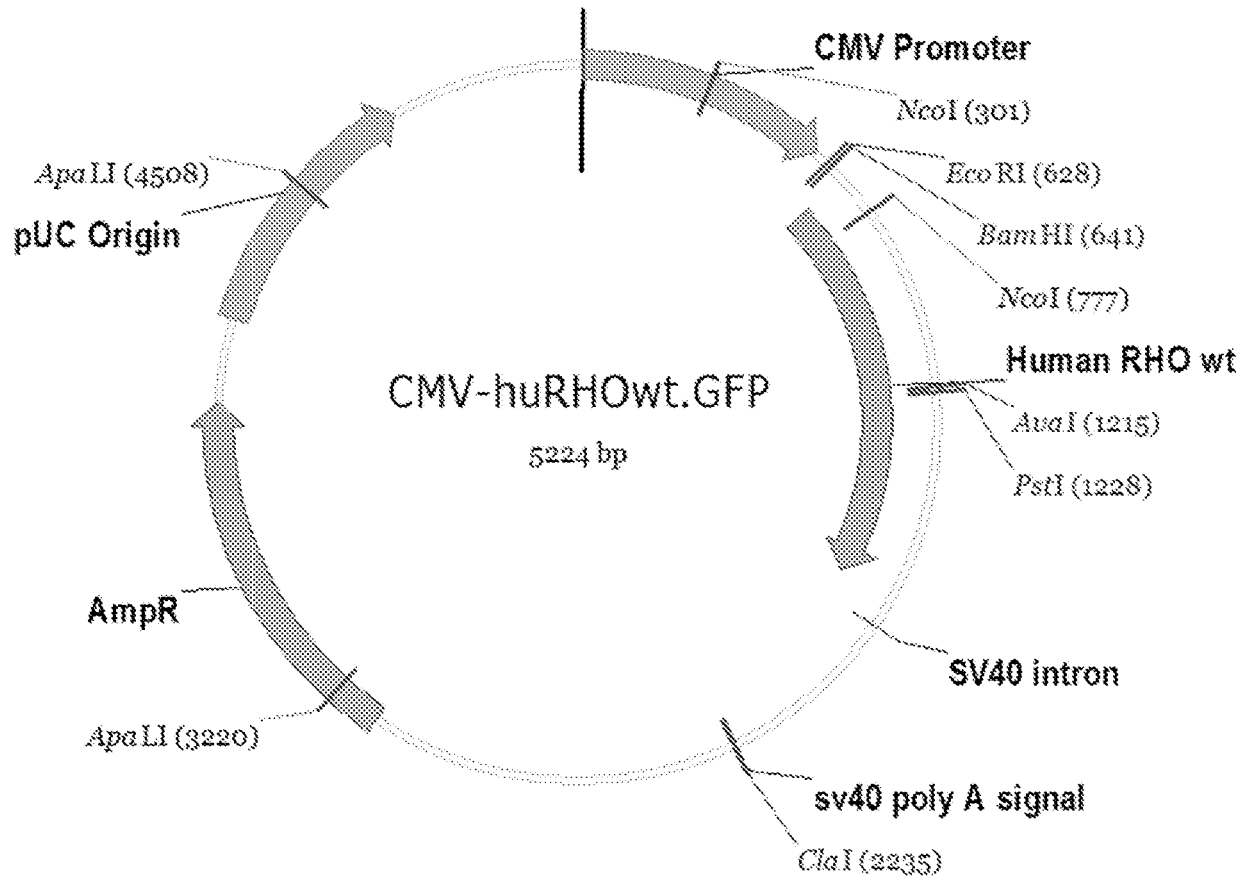 CMV Promoter
NcoI (301)
EcoRI (628)
BamHI (641)
NcoI (777)
Human RHO wt
AvaI (1215)
PstI (1228)
SV40 intron
sv40 poly A signal
ClaI (2235)
ApaLI (3220)
AmpR
pUC Origin
ApaLI (4508)
CMV-huRHOwt.GFP
5224 bp